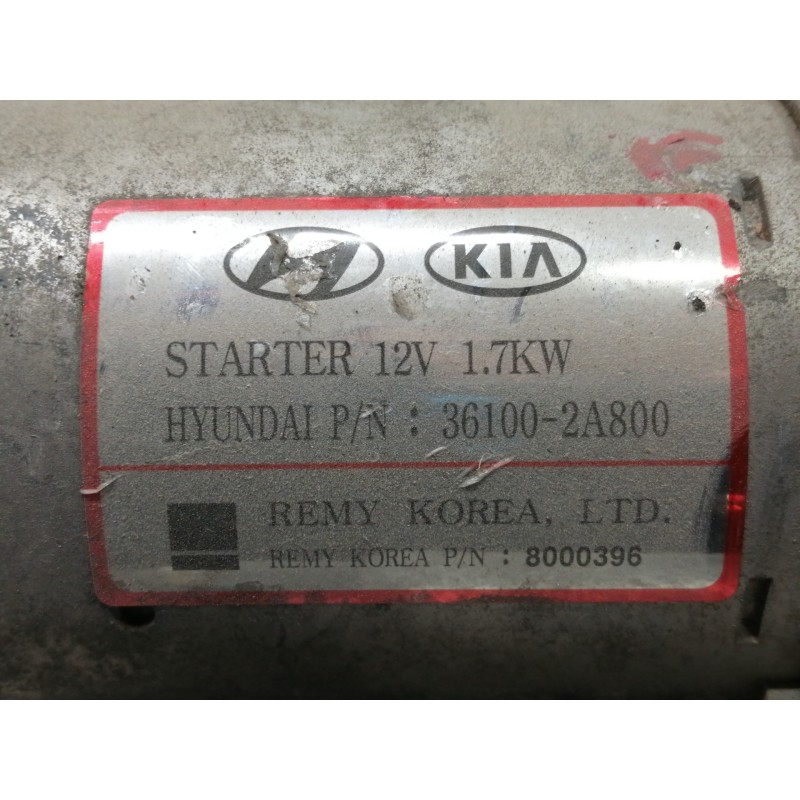 KIA
STARTER 12V 1.7KW
HYUNDAI P/N : 36100-2A800
REMY KOREA, LTD.
REMY KOREA P/N : 8000396